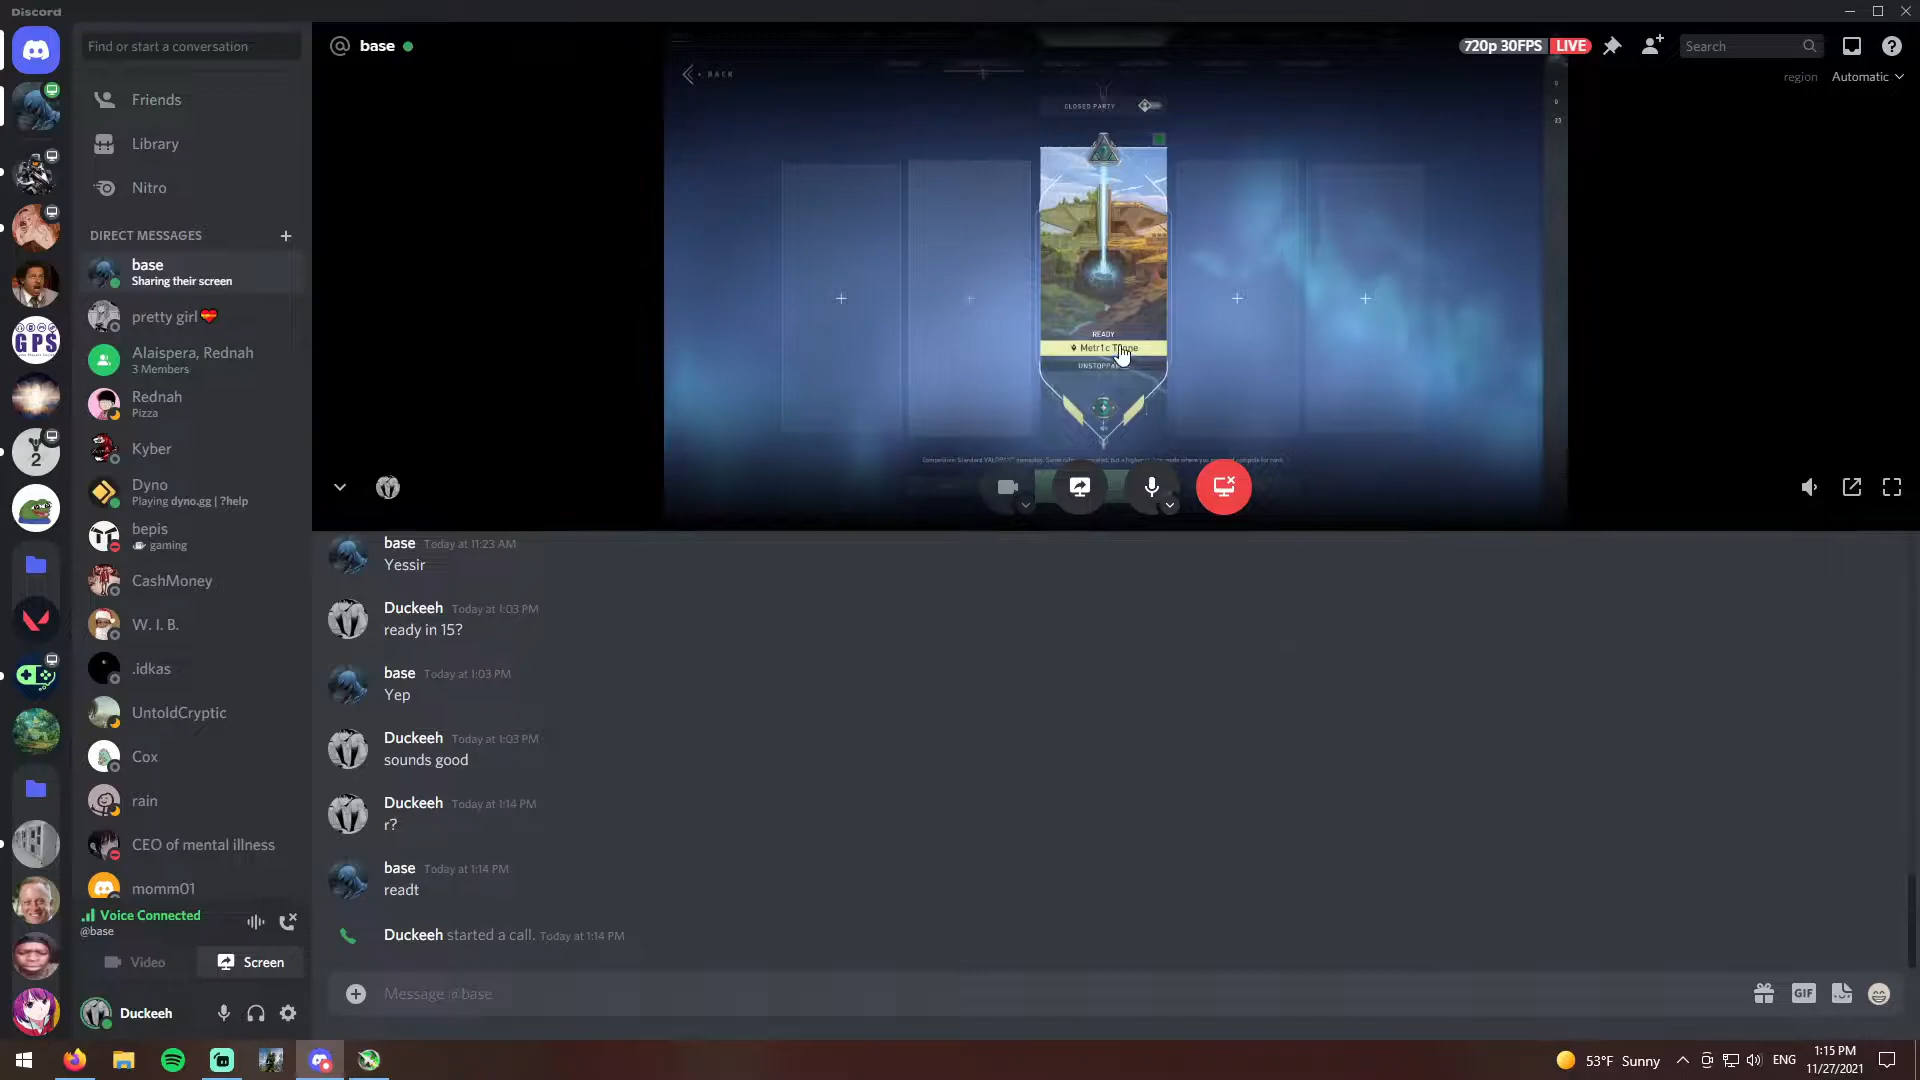 Discord
Find or start a conversation
Friends
Library
Nitro
DIRECT MESSAGES
base
Sharing their screen
pretty girl
Alaispera, Rednah
3 Members
Rednah
Pizza
Kyber
Dyno
Playing dyno.gg | ?help
bepis
gaming
CashMoney
W. I. B.
.idkas
UntoldCryptic
Cox
rain
CEO of mental illness
momm01
Voice Connected
@base
Video
Screen
Duckeeh
GPS
2
@ base
720p 30FPS LIVE
Search
region Automatic
BACK
CLOSED PARTY
READY
Metr1c
base Today at 11:23 AM
Yessir
Duckeeh Today at 1:03 PM
ready in 15?
base Today at 1:03 PM
Yep
Duckeeh Today at 1:03 PM
sounds good
Duckeeh Today at 1:14 PM
r?
base Today at 1:14 PM
readt
Duckeeh started a call. Today at 1:14 PM
Message @base
GIF
53°F Sunny
ENG
1:15 PM
11/27/2021